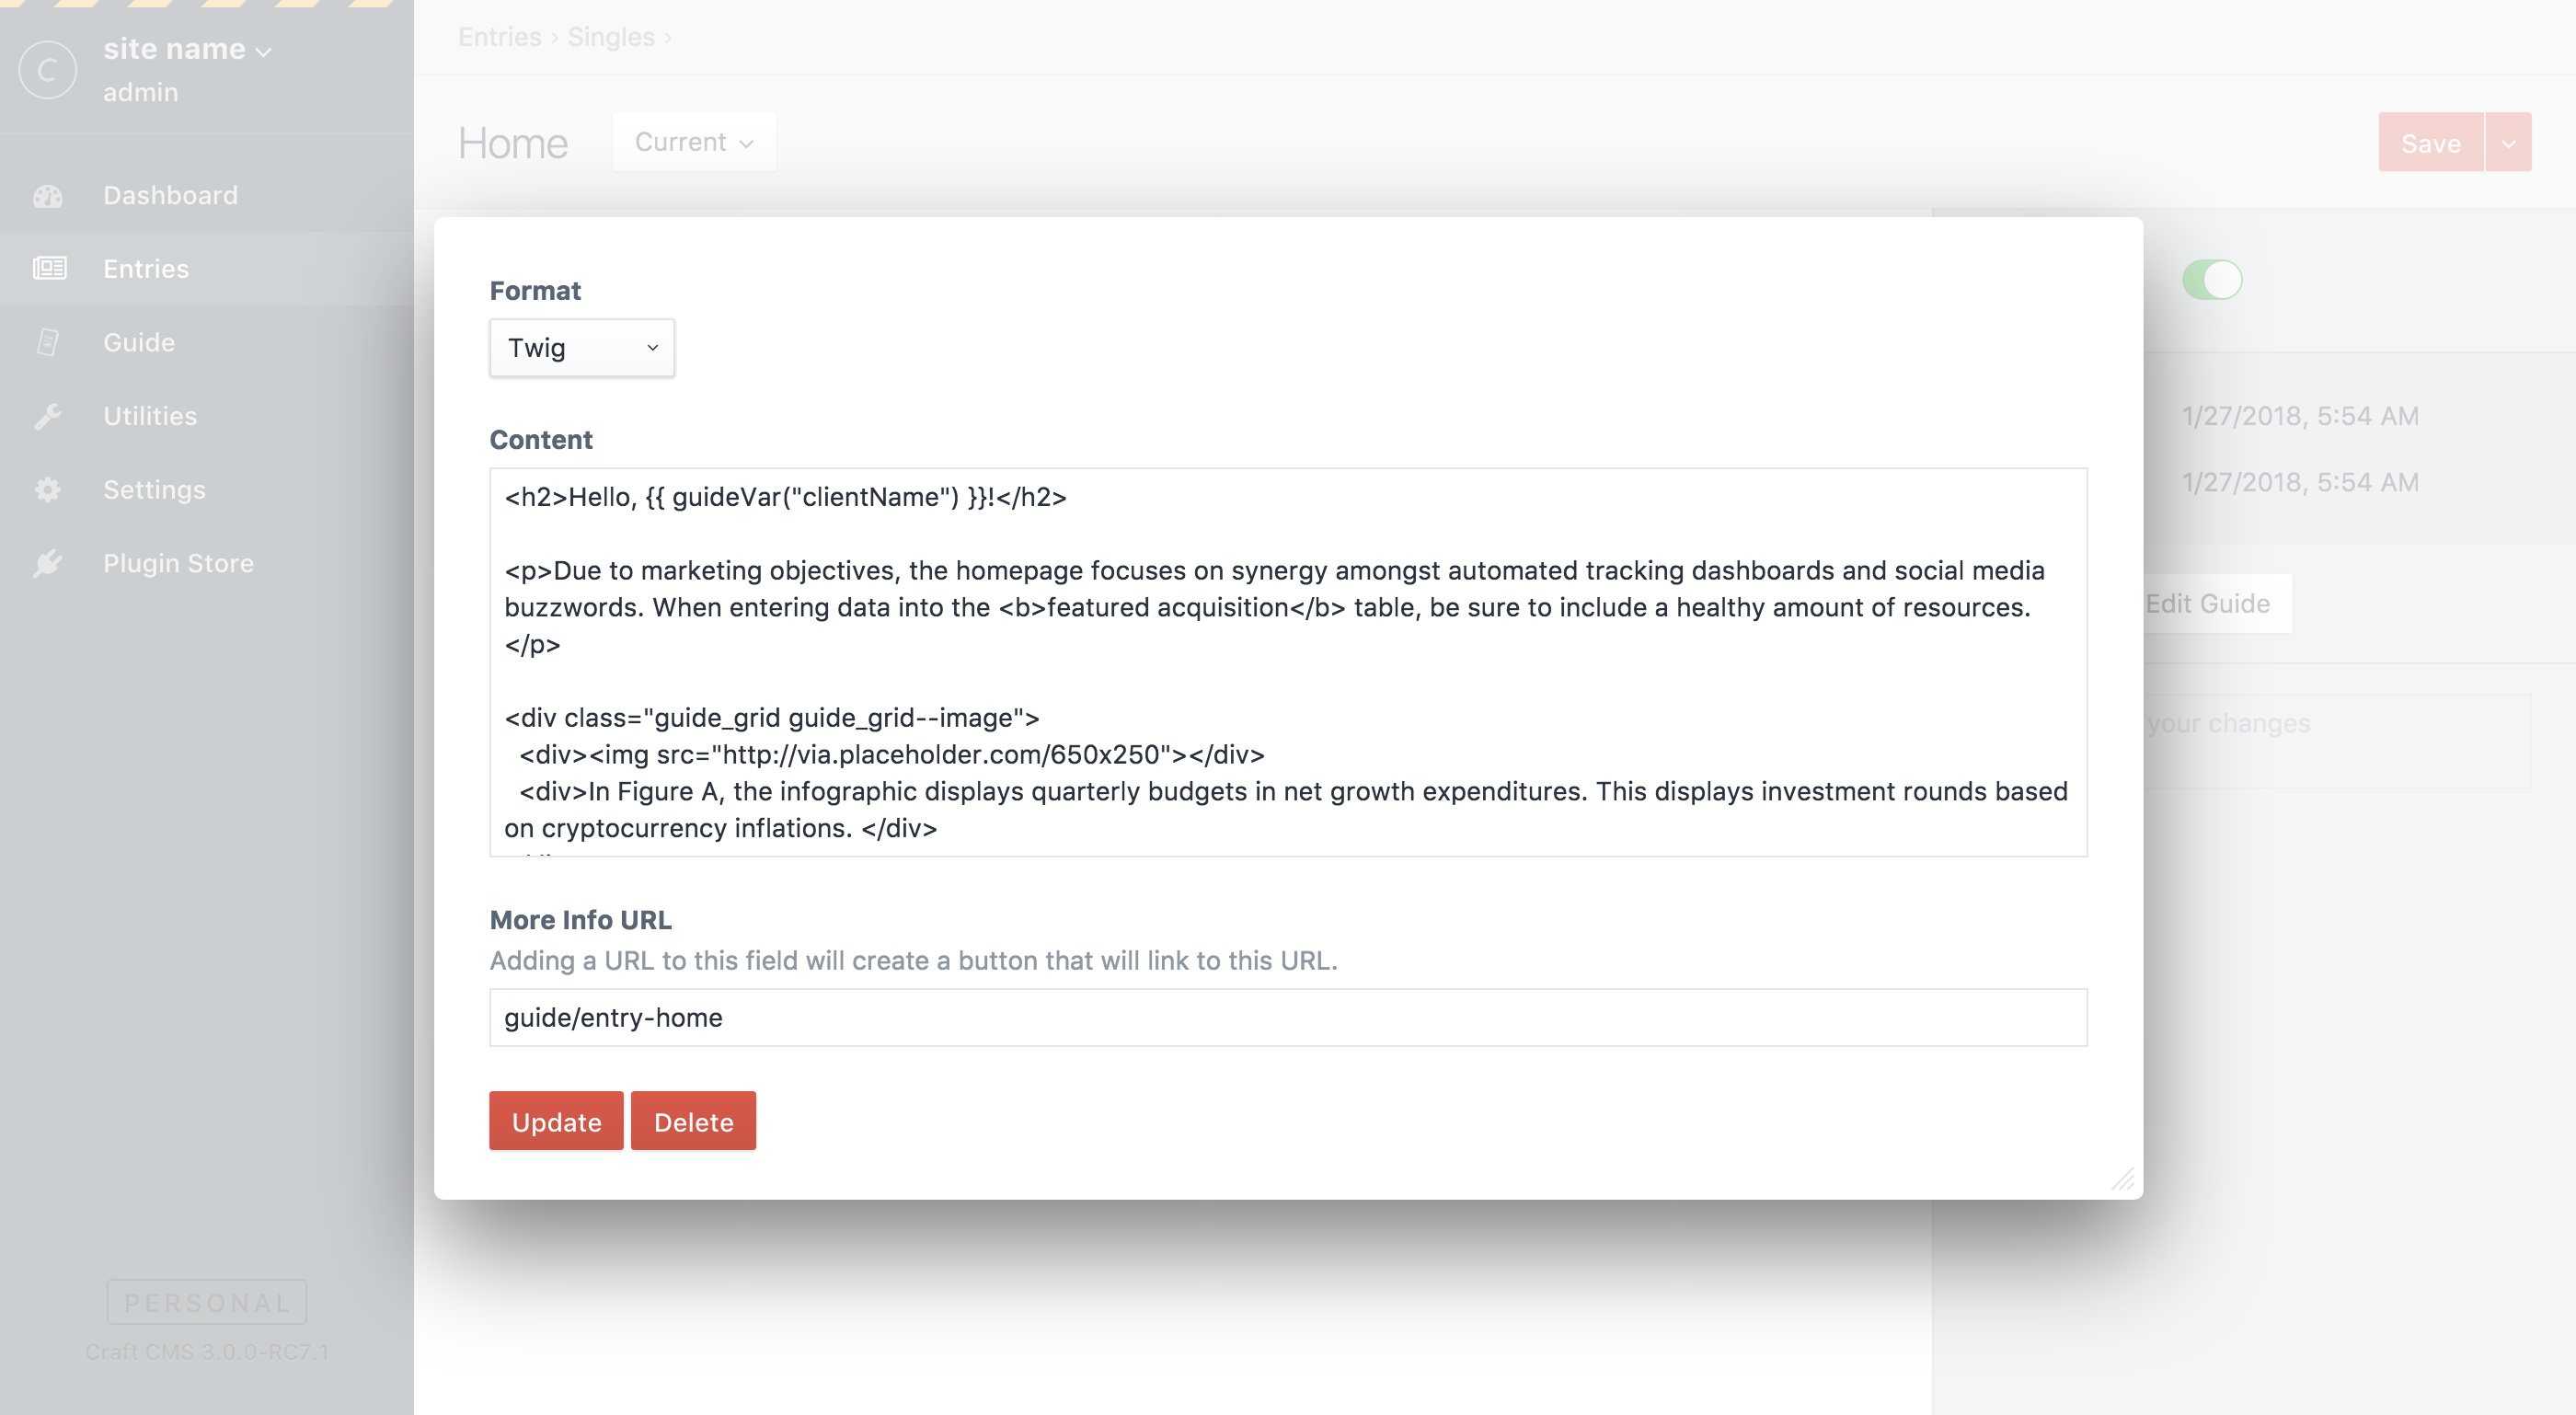 C
site name
admin
Dashboard
Entries
Guide
Utilities
Settings
Plugin Store
PERSONAL
Craft CMS 3.0.0-RC7.1
Entries › Singles ›
Home
Current
Save
Format
Twig
Content
<h2>Hello, {{ guideVar("clientName") }}!</h2>
<p>Due to marketing objectives, the homepage focuses on synergy amongst automated tracking dashboards and social media
buzzwords. When entering data into the <b>featured acquisition</b> table, be sure to include a healthy amount of resources.
</p>
<div class="guide_grid guide_grid--image">
<div><img src="http://via.placeholder.com/650x250"></div>
<div>In Figure A, the infographic displays quarterly budgets in net growth expenditures. This displays investment rounds based
on cryptocurrency inflations. </div>
More Info URL
Adding a URL to this field will create a button that will link to this URL.
guide/entry-home
Update
Delete
1/27/2018, 5:54 AM
1/27/2018, 5:54 AM
Edit Guide
your changes